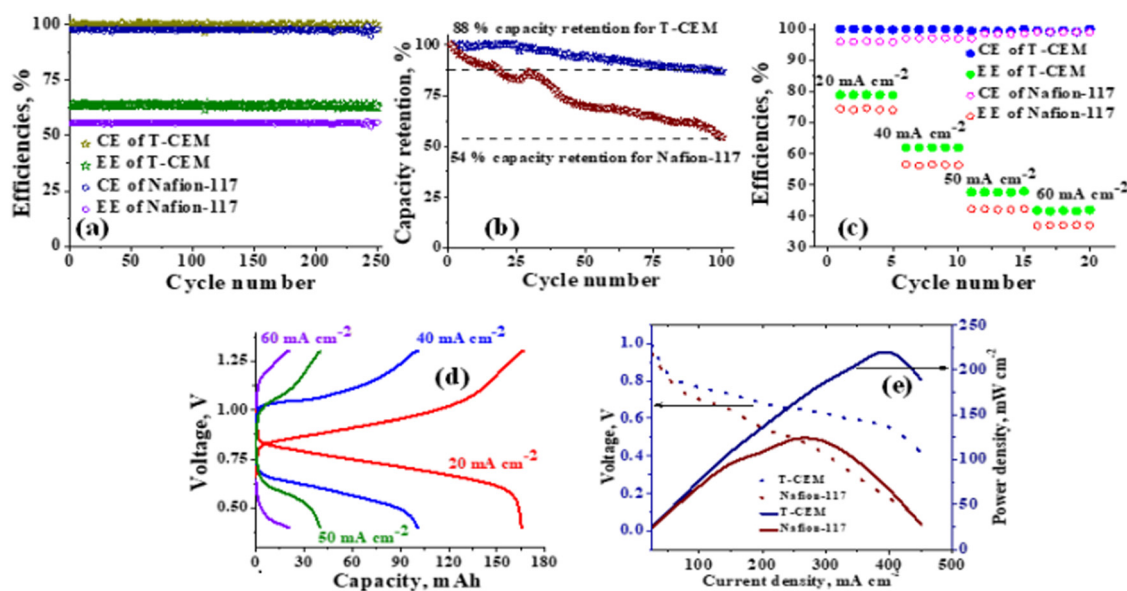 100
75
50
25
0
Efficiencies, %
CE of T-CEM
EE of T-CEM
CE of Nafion-117
EE of Nafion-117
(a)
0 50 100 150 200 250
Cycle number
88 % capacity retention for T-CEM
125
100
75
50
25
0
Capacity retention, %
54 % capacity retention for Nafion-117
(b)
0 25 50 75 100
Cycle number
100
90
80
70
60
50
40
30
Efficiencies, %
CE of T-CEM
EE of T-CEM
CE of Nafion-117
EE of Nafion-117
20 mA cm-2
40 mA cm-2
50 mA cm-2
60 mA cm-2
(c)
0 5 10 15 20
Cycle number
60 mA cm-2
40 mA cm-2
(d)
1.25
1.00
0.75
0.50
Voltage, V
20 mA cm-2
50 mA cm-2
0 30 60 90 120 150 180
Capacity, mAh
1.0
0.8
0.6
0.4
0.2
0.0
Voltage, V
(e)
T-CEM
Nafion-117
T-CEM
Nafion-117
250
200
150
100
50
0
Power density, mW cm-2
100 200 300 400 500
Current density, mA cm-2